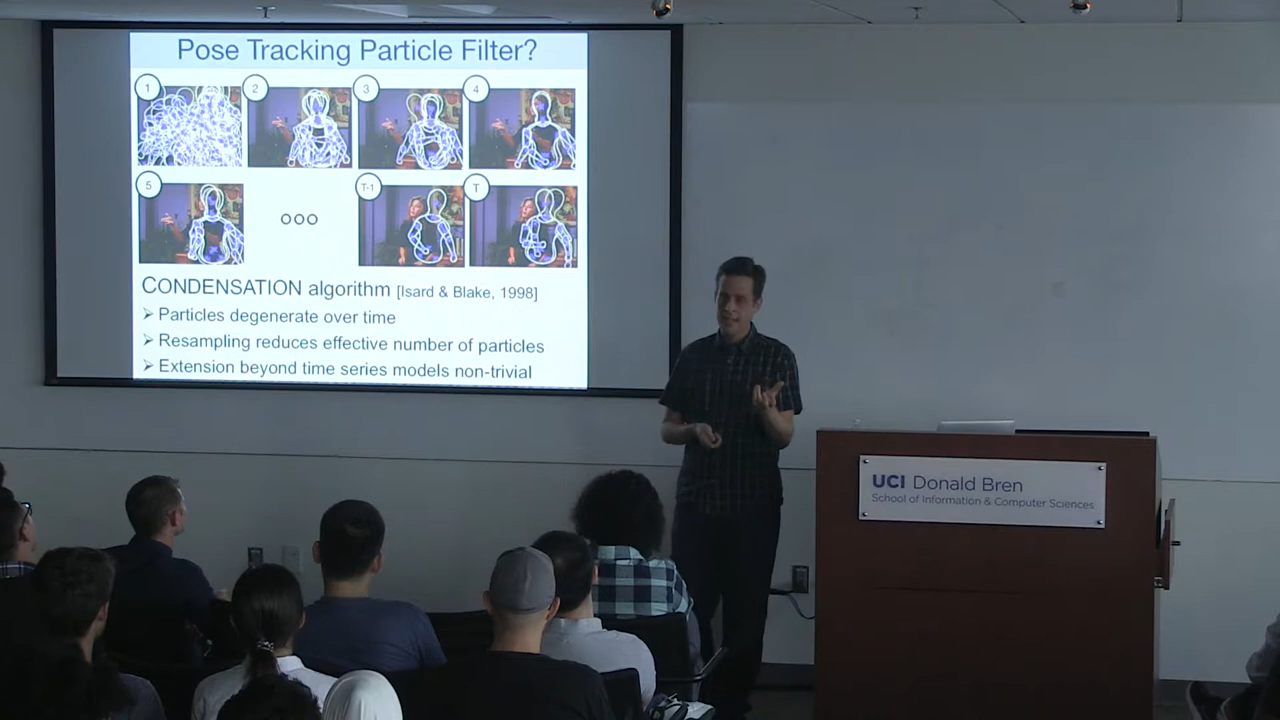 Pose Tracking Particle Filter?
1
2
3
4
5
T-1
T
CONDENSATION algorithm [Isard & Blake, 1998]
➢ Particles degenerate over time
➢ Resampling reduces effective number of particles
➢ Extension beyond time series models non-trivial
UCI Donald Bren
School of Information & Computer Sciences